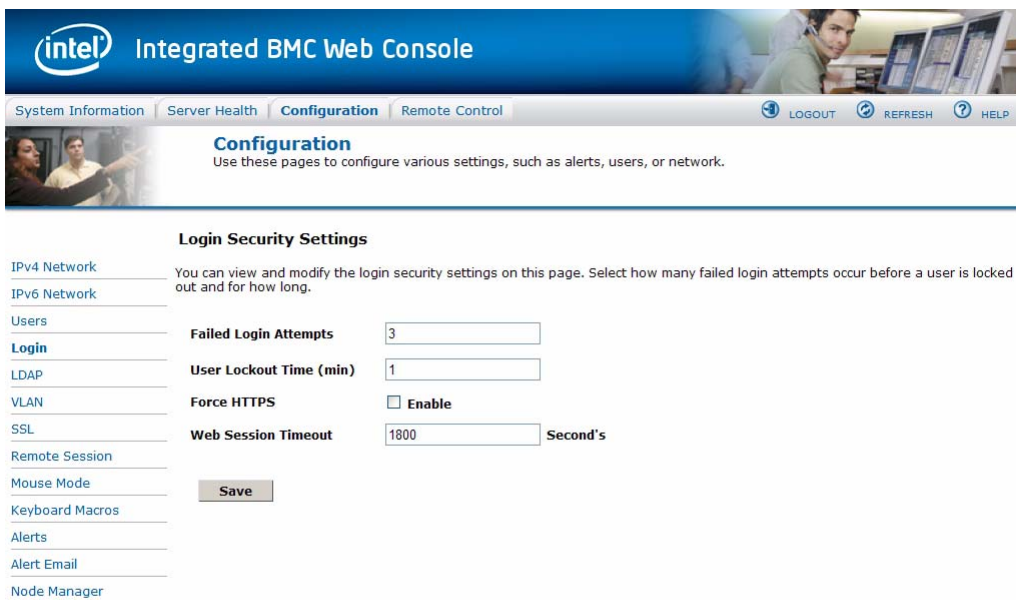 intel Integrated BMC Web Console
System Information Server Health Configuration Remote Control LOGOUT REFRESH ? HELP
Configuration
Use these pages to configure various settings, such as alerts, users, or network.
Login Security Settings
You can view and modify the login security settings on this page. Select how many failed login attempts occur before a user is locked
out and for how long.
IPv4 Network
IPv6 Network
Users
Login
LDAP
VLAN
SSL
Remote Session
Mouse Mode
Keyboard Macros
Alerts
Alert Email
Node Manager
Failed Login Attempts 3
User Lockout Time (min) 1
Force HTTPS Enable
Web Session Timeout 1800 Second's
Save